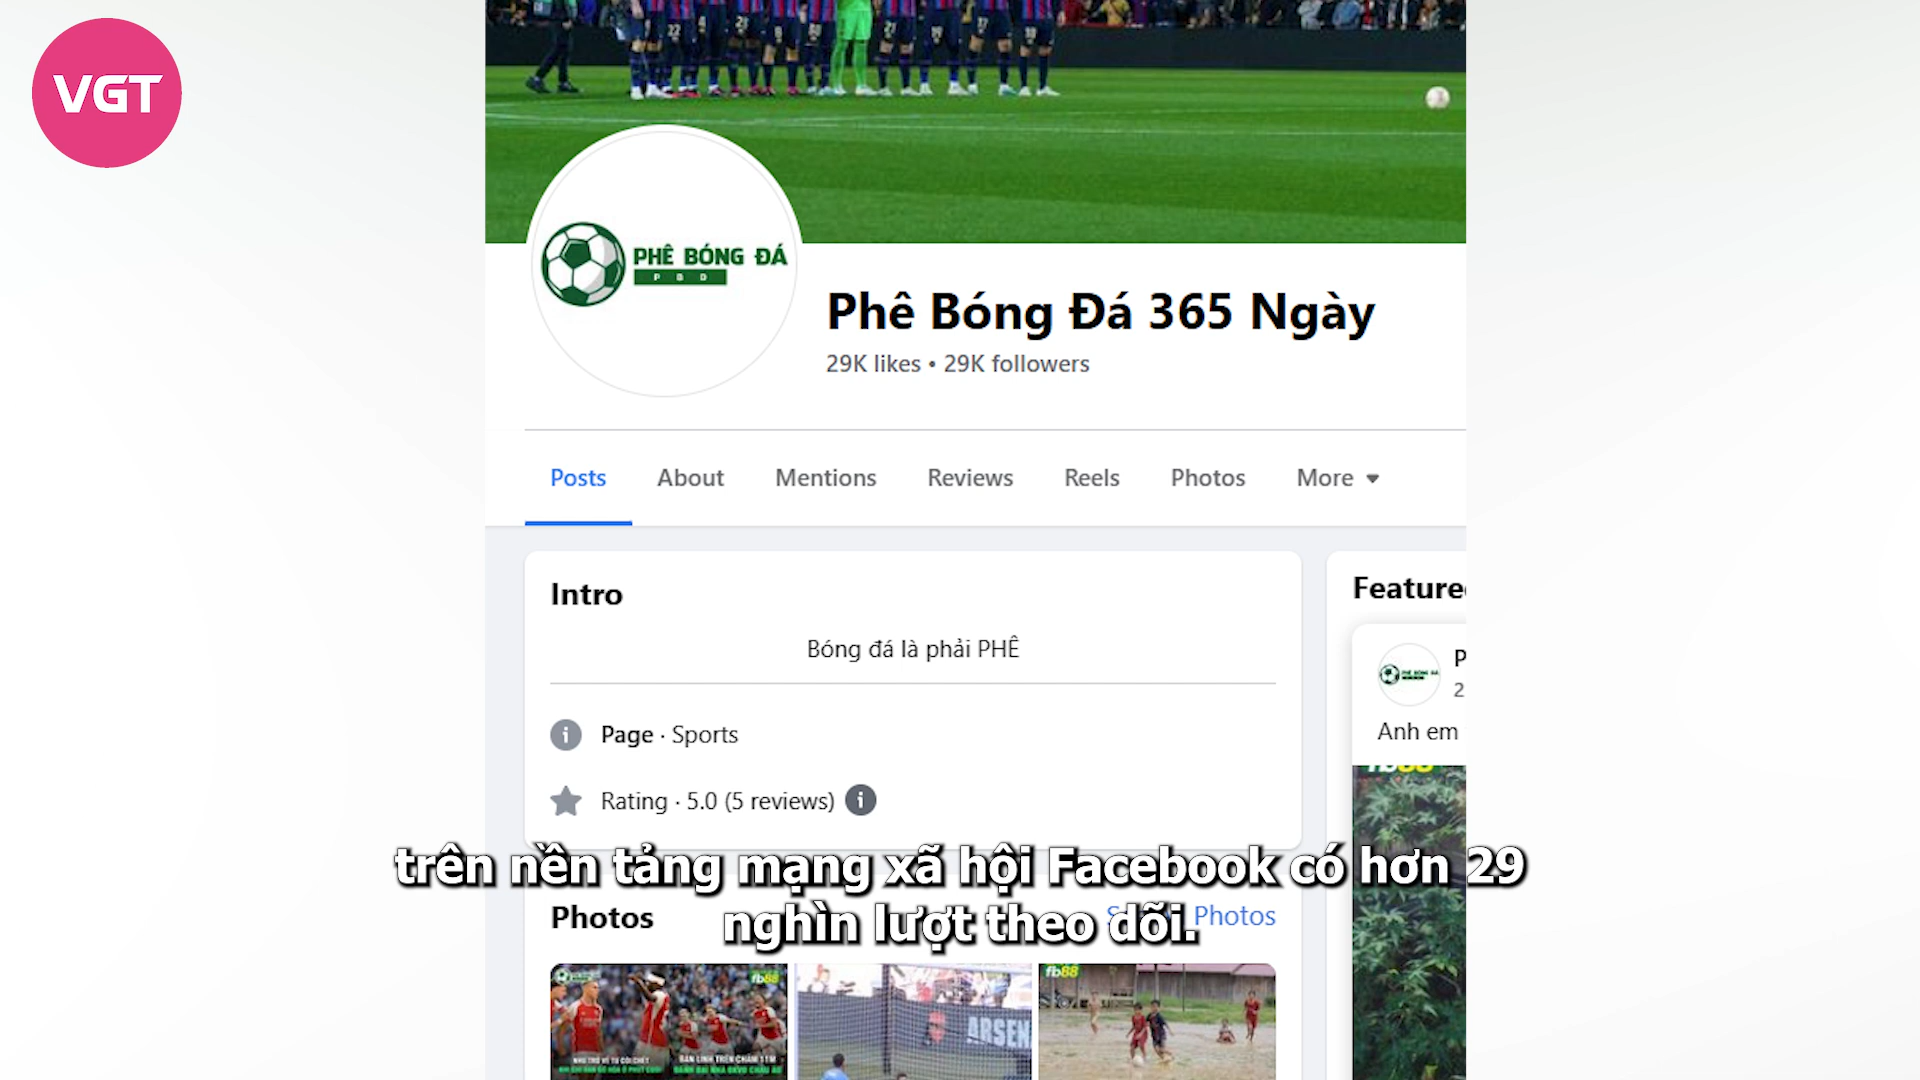 VGT
PHÊ BÓNG ĐÁ
P B D
Phê Bóng Đá 365 Ngày
29K likes • 29K followers
Posts About Mentions Reviews Reels Photos More
Intro
Bóng đá là phải PHÊ
Page · Sports
Rating · 5.0 (5 reviews)
Feature
Anh em
fb88
trên nền tảng mạng xã hội Facebook có hơn 29
nghìn lượt theo dõi.
Photos
Photos
fb88
ARSEN
fb88